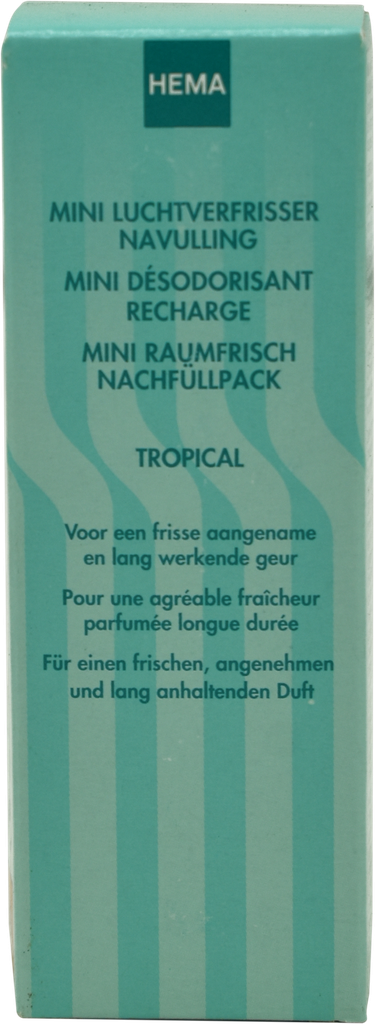 HEMA
MINI LUCHTVERFRISSER
NAVULLING
MINI DÉSODORISANT
RECHARGE
MINI RAUMFRISCH
NACHFÜLLPACK
TROPICAL
Voor een frisse aangename
en lang werkende geur
Pour une agréable fraîcheur
parfumée longue durée
Für einen frischen, angenehmen
und lang anhaltenden Duft